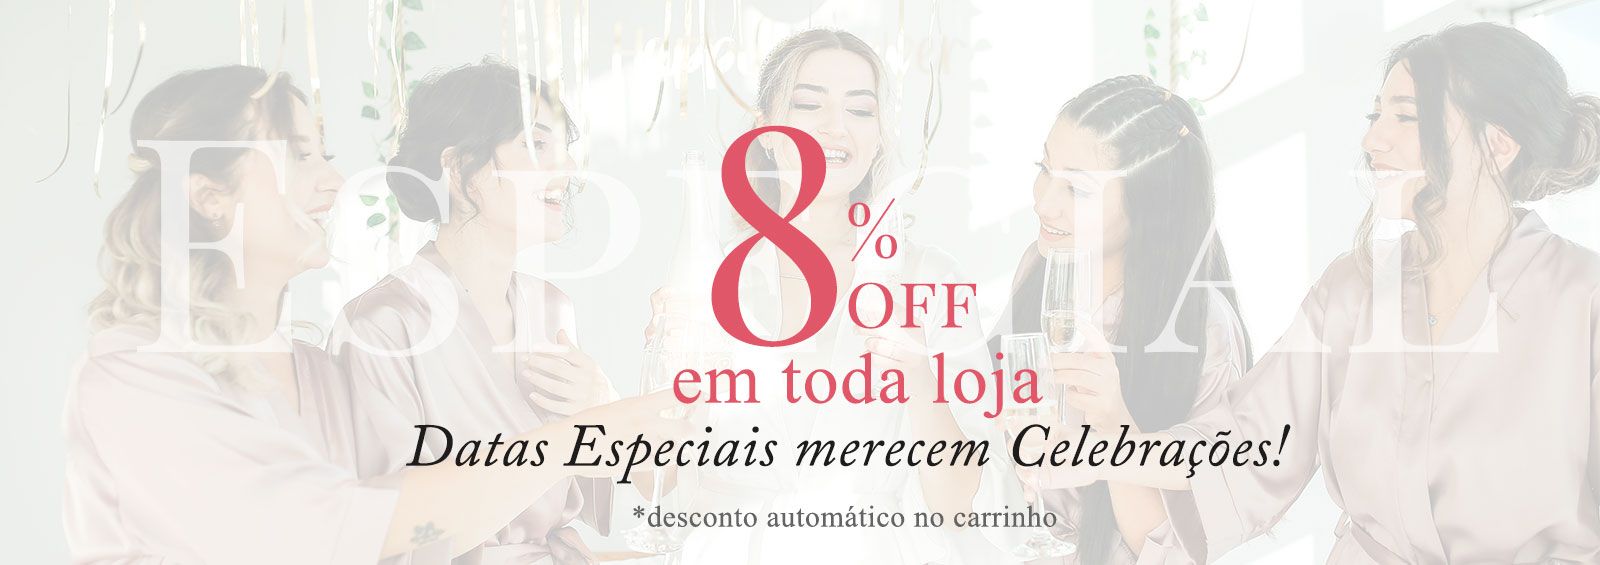 ESPECIAL
8%
OFF
em toda loja
Datas Especiais merecem Celebrações!
*desconto automático no carrinho